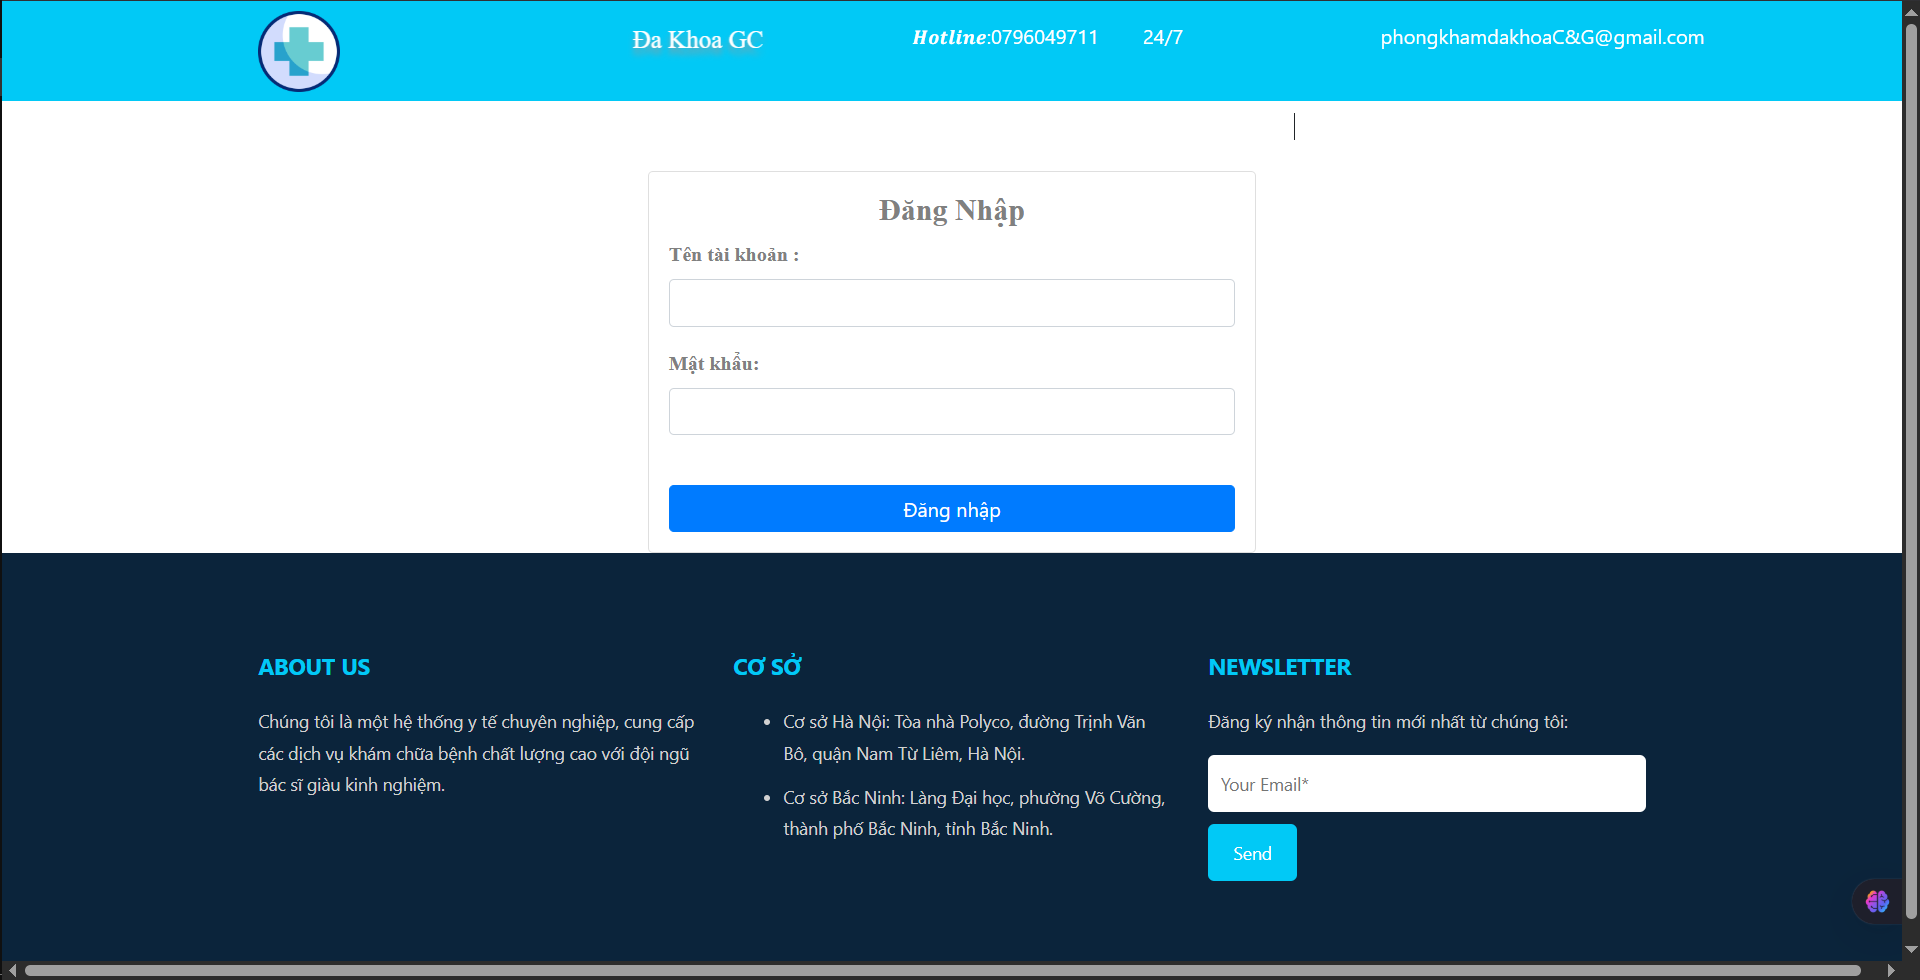 Đa Khoa GC
Hotline:0796049711 24/7
phongkhamdakhoaC&G@gmail.com
Đăng Nhập
Tên tài khoản :
Mật khẩu:
Đăng nhập
ABOUT US
Chúng tôi là một hệ thống y tế chuyên nghiệp, cung cấp
các dịch vụ khám chữa bệnh chất lượng cao với đội ngũ
bác sĩ giàu kinh nghiệm.
CƠ SỞ
Cơ sở Hà Nội: Tòa nhà Polyco, đường Trịnh Văn
Bô, quận Nam Từ Liêm, Hà Nội.
Cơ sở Bắc Ninh: Làng Đại học, phường Võ Cường,
thành phố Bắc Ninh, tỉnh Bắc Ninh.
NEWSLETTER
Đăng ký nhận thông tin mới nhất từ chúng tôi:
Your Email*
Send